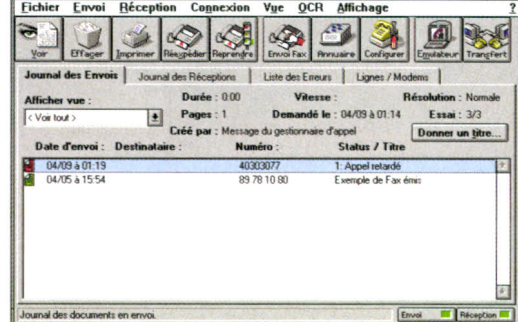 Fichier Envoi Réception Connexion Vue OCR Affichage ?
Voir Effacer Imprimer Réexpédier Reprendre Envoi Fax Annuaire Configurer Emulateur Transfert
Journal des Envois Journal des Réceptions Liste des Erreurs Lignes / Modems
Afficher vue : Durée : 0:00 Vitesse : Résolution : Normale
< Voir tout > Pages : 1 Demandé le : 04/09 à 01:14 Essai : 3/3
Créé par : Message du gestionnaire d'appel Donner un titre...
Date d'envoi : Destinataire : Numéro : Status / Titre
04/09 à 01:19 40303077 1: Appel retardé
04/05 à 15:54 89 78 10 80 Exemple de Fax émis
Journal des documents en envoi. Envoi Réception